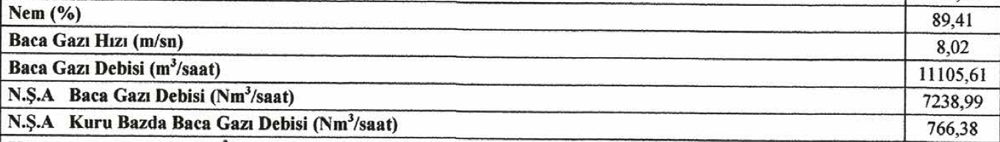 Nem (%) 89,41
Baca Gazı Hızı (m/sn) 8,02
Baca Gazı Debisi (m³/saat) 11105,61
N.Ş.A Baca Gazı Debisi (Nm³/saat) 7238,99
N.Ş.A Kuru Bazda Baca Gazı Debisi (Nm³/saat) 766,38